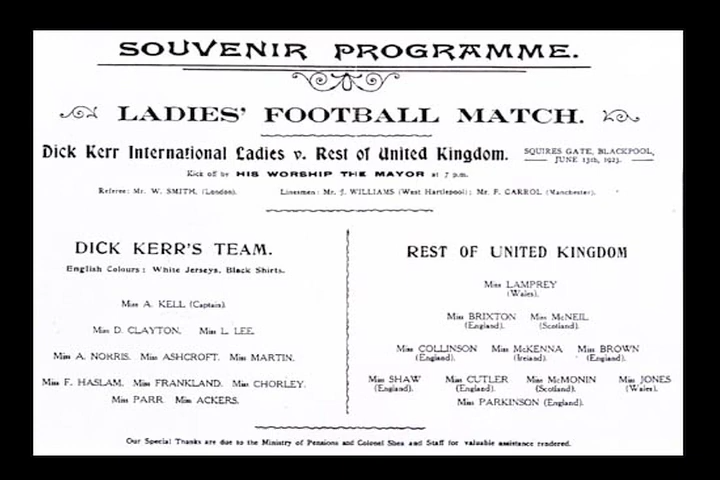 SOUVENIR PROGRAMME.
LADIES' FOOTBALL MATCH.
Dick Kerr International Ladies v. Rest of United Kingdom.
SQUIRES GATE, BLACKPOOL,
JUNE 13th, 1923.
Kick off by HIS WORSHIP THE MAYOR at 7 p.m.
Referee: Mr. W. SMITH, (London). Linesmen: Mr. J. WILLIAMS (West Hartlepool); Mr. F. CARROL (Manchester).
DICK KERR'S TEAM.
English Colours: White Jerseys, Black Shirts.
Miss A. KELL (Captain).
Miss D. CLAYTON. Miss L. LEE.
Miss A. NORRIS. Miss ASHCROFT. Miss MARTIN.
Miss F. HASLAM. Miss FRANKLAND. Miss CHORLEY.
Miss PARR Miss ACKERS.
REST OF UNITED KINGDOM
Miss LAMPREY
(Wales).
Miss BRIXTON Miss McNEIL
(England). (Scotland).
Miss COLLINSON Miss McKENNA Miss BROWN
(England). (Ireland). (England).
Miss SHAW Miss CUTLER Miss McMONIN Miss JONES
(England). (England). (Scotland). (Wales).
Miss PARKINSON (England).
Our Special Thanks are due to the Ministry of Pensions and Colonel Shea and Staff for valuable assistance rendered.